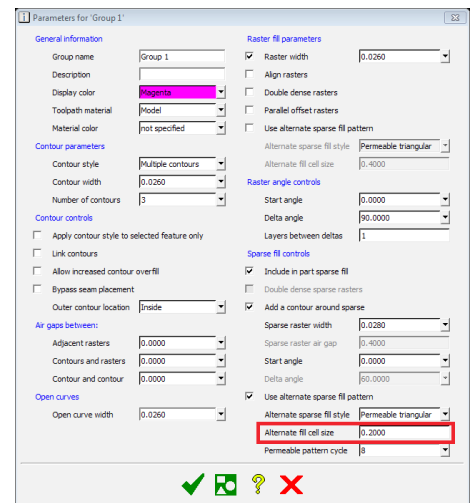 Parameters for 'Group 1'
General information
Group name Group 1
Description
Display color Magenta
Toolpath material Model
Material color not specified
Contour parameters
Contour style Multiple contours
Contour width 0.0260
Number of contours 3
Contour controls
Apply contour style to selected feature only
Link contours
Allow increased contour overfill
Bypass seam placement
Outer contour location Inside
Air gaps between:
Adjacent rasters 0.0000
Contours and rasters 0.0000
Contour and contour 0.0000
Open curves
Open curve width 0.0260
Raster fill parameters
Raster width 0.0260
Align rasters
Double dense rasters
Parallel offset rasters
Use alternate sparse fill pattern
Alternate sparse fill style Permeable triangular
Alternate fill cell size 0.4000
Raster angle controls
Start angle 0.0000
Delta angle 90.0000
Layers between deltas 1
Sparse fill controls
Include in part sparse fill
Double dense sparse rasters
Add a contour around sparse
Sparse raster width 0.0280
Sparse raster air gap 0.4000
Start angle 0.0000
Delta angle 60.0000
Use alternate sparse fill pattern
Alternate sparse fill style Permeable triangular
Alternate fill cell size 0.2000
Permeable pattern cycle 8